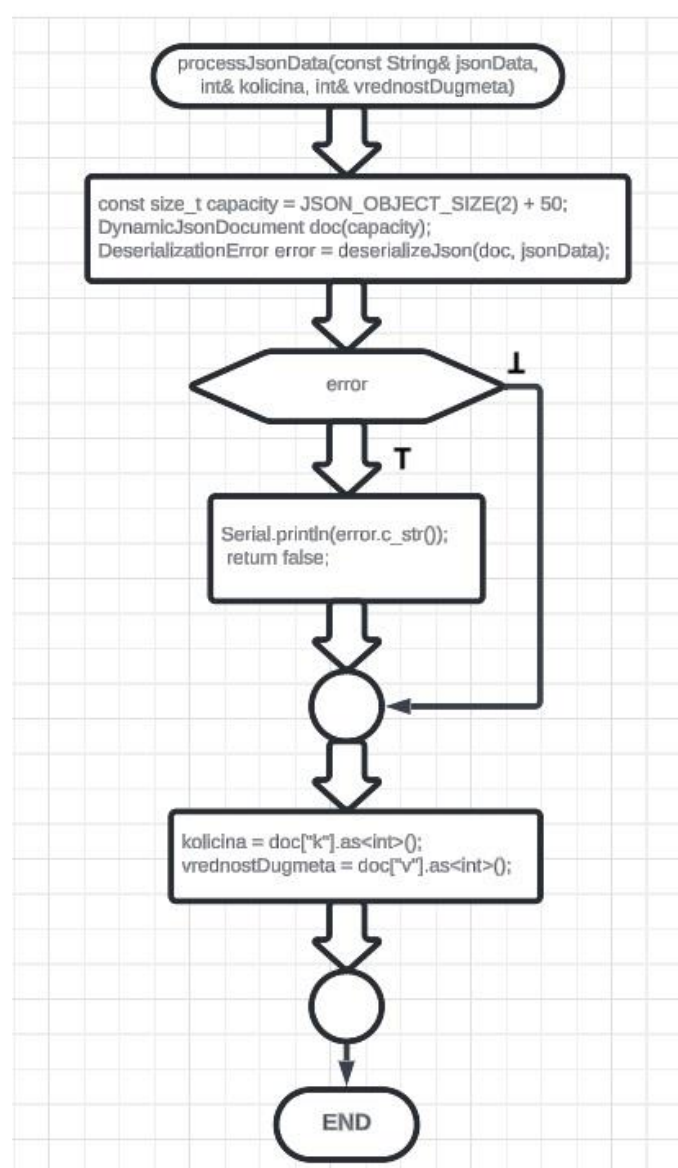 processJsonData(const String& jsonData,
int& kolicina, int& vrednostDugmeta)
const size_t capacity = JSON_OBJECT_SIZE(2) + 50;
DynamicJsonDocument doc(capacity);
DeserializationError error = deserializeJson(doc, jsonData);
error
⊥
T
Serial.println(error.c_str());
return false;
kolicina = doc["k"].as<int>();
vrednostDugmeta = doc["v"].as<int>();
END